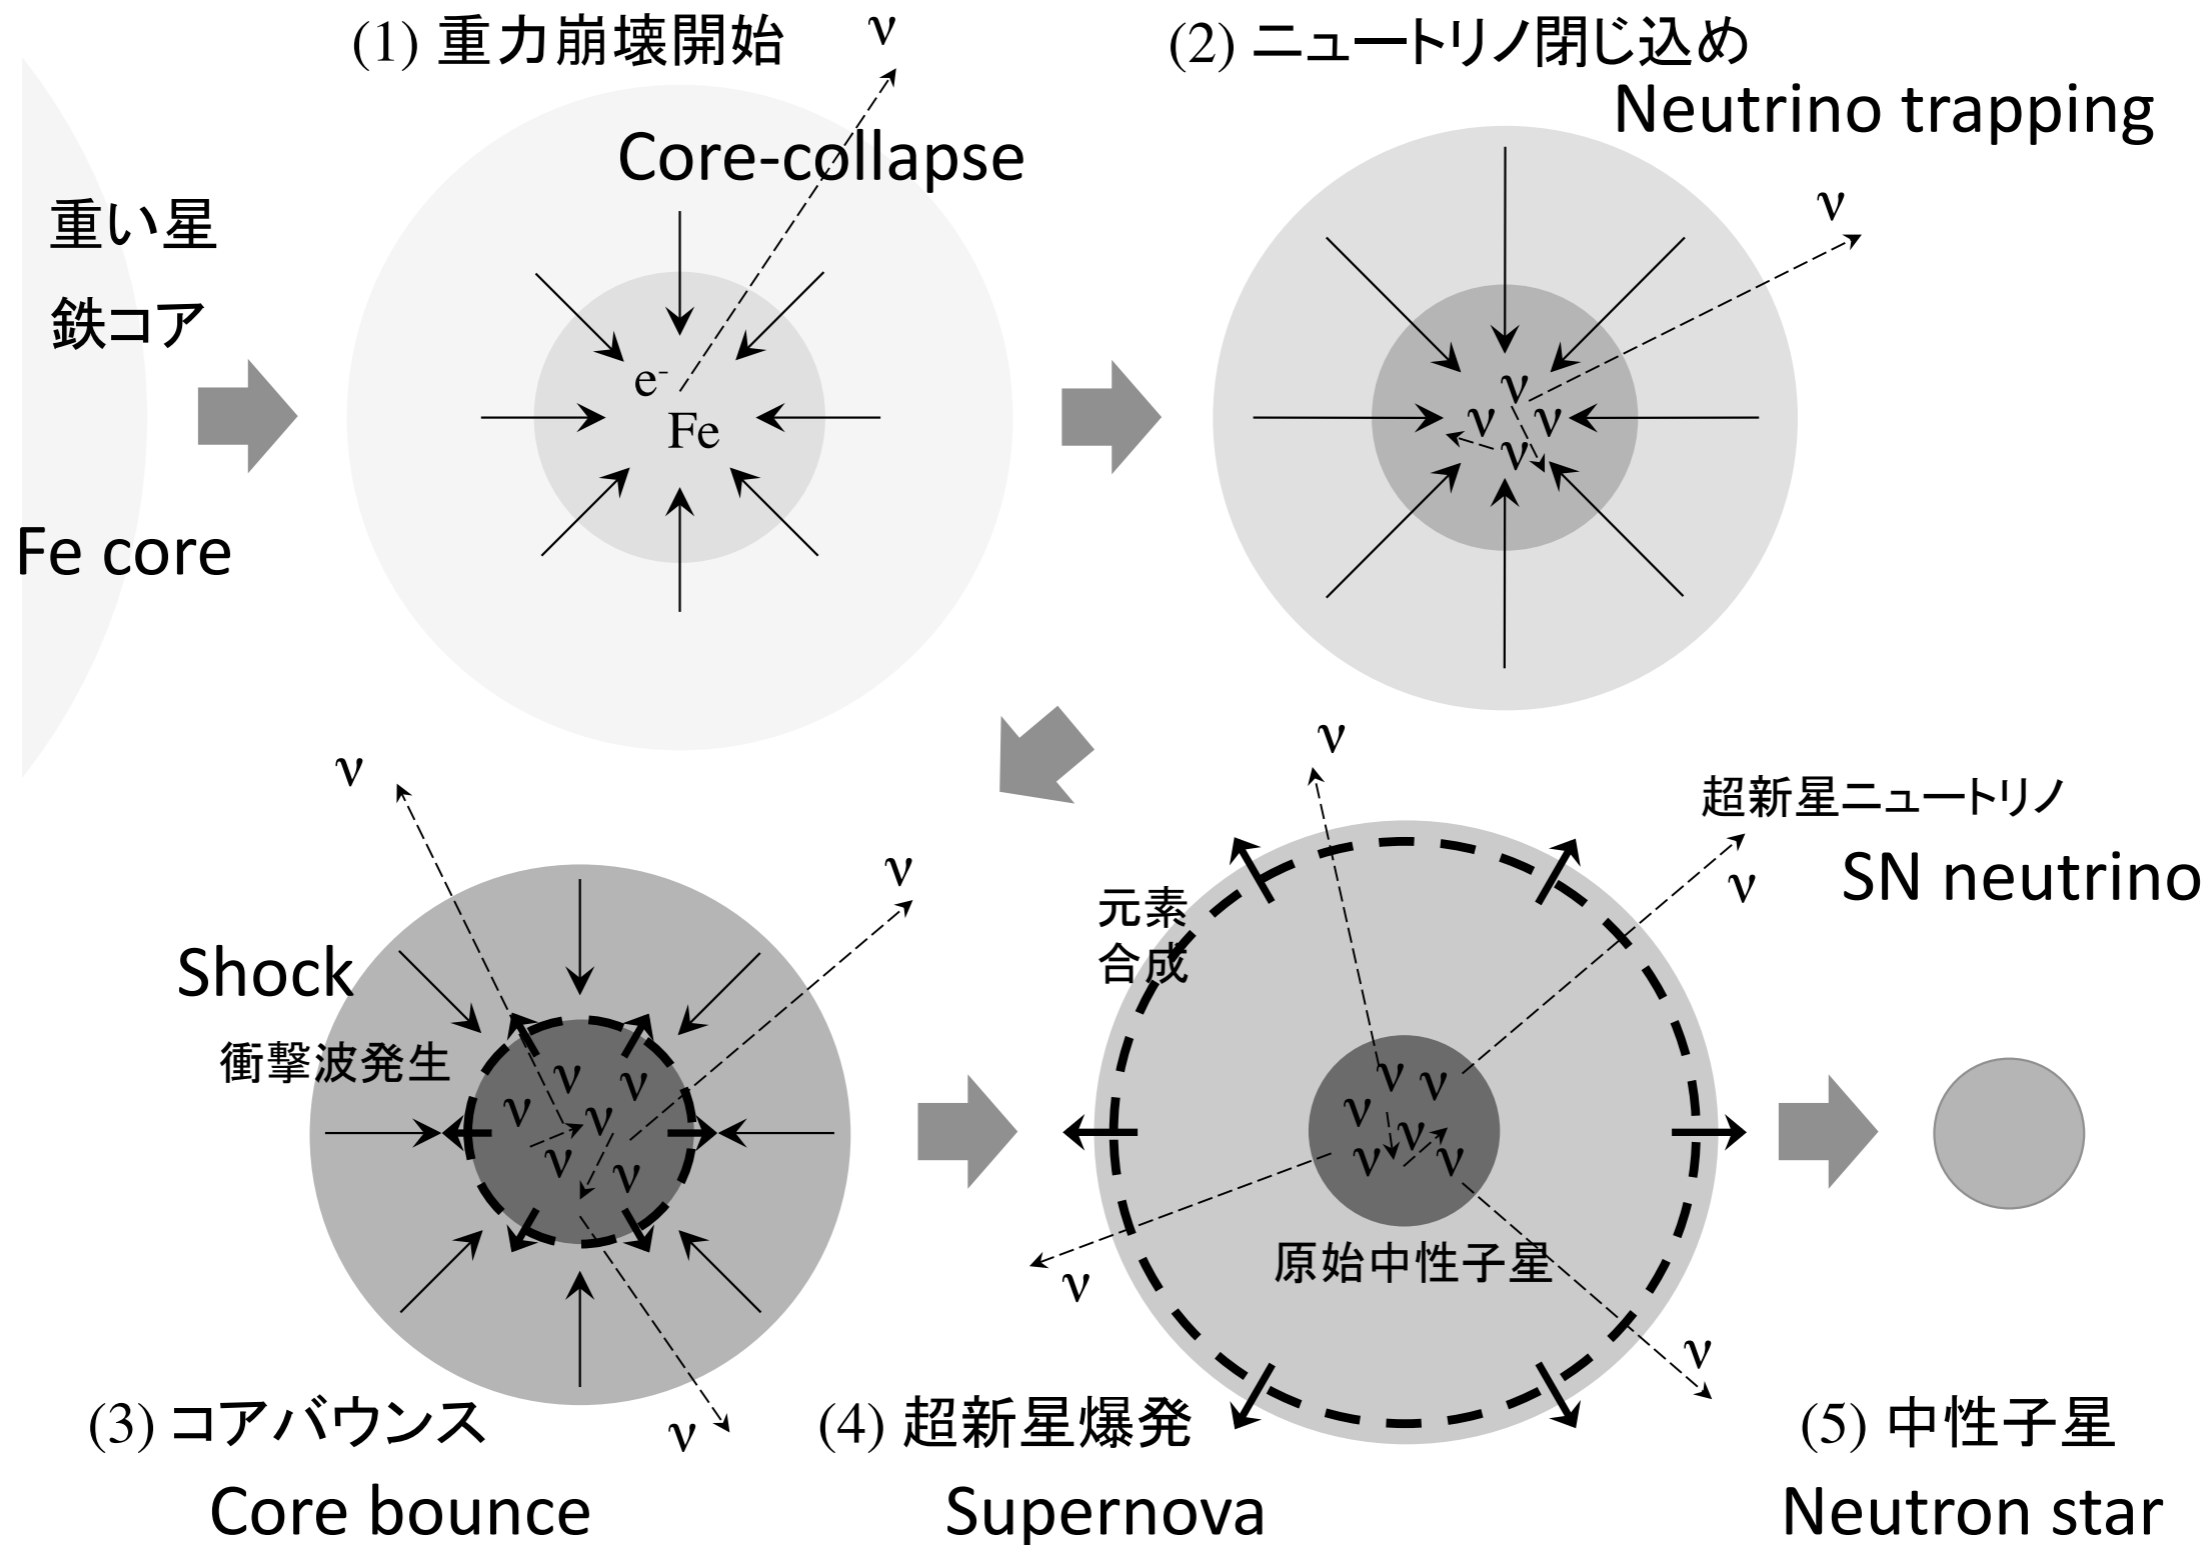 (1) 重力崩壊開始
ν
Core-collapse
重い星
鉄コア
Fe core
e-
Fe
(2) ニュートリノ閉じ込め
Neutrino trapping
ν
ν
ν ν
ν
ν
ν
Shock
衝撃波発生
ν ν
ν ν
ν ν
ν
(3) コアバウンス
Core bounce
ν
超新星ニュートリノ
SN neutrino
ν
元素
合成
ν ν
ν ν
ν ν
原始中性子星
ν
ν
(4) 超新星爆発
Supernova
(5) 中性子星
Neutron star